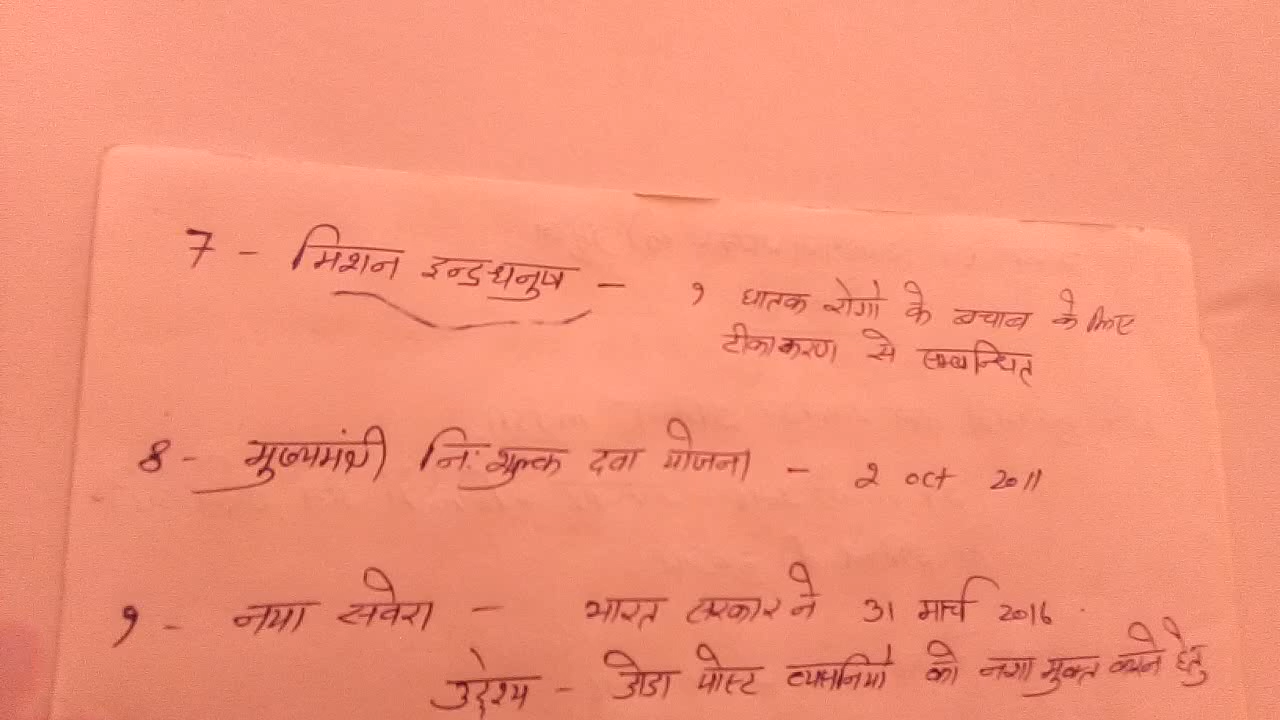 7 - मिशन इन्द्रधनुष - 9 घातक रोगो के बचाब के लिए
टीकाकरण से सम्बन्धित
8 - मुख्यमंत्री नि:शुल्क दवा योजना - 2 oct 2011
9 - नया सवेरा - भारत सरकार ने 31 मार्च 2016
उद्देश्य - डोडा पोस्ट व्यसनियो को नशा मुक्त करने हेतु